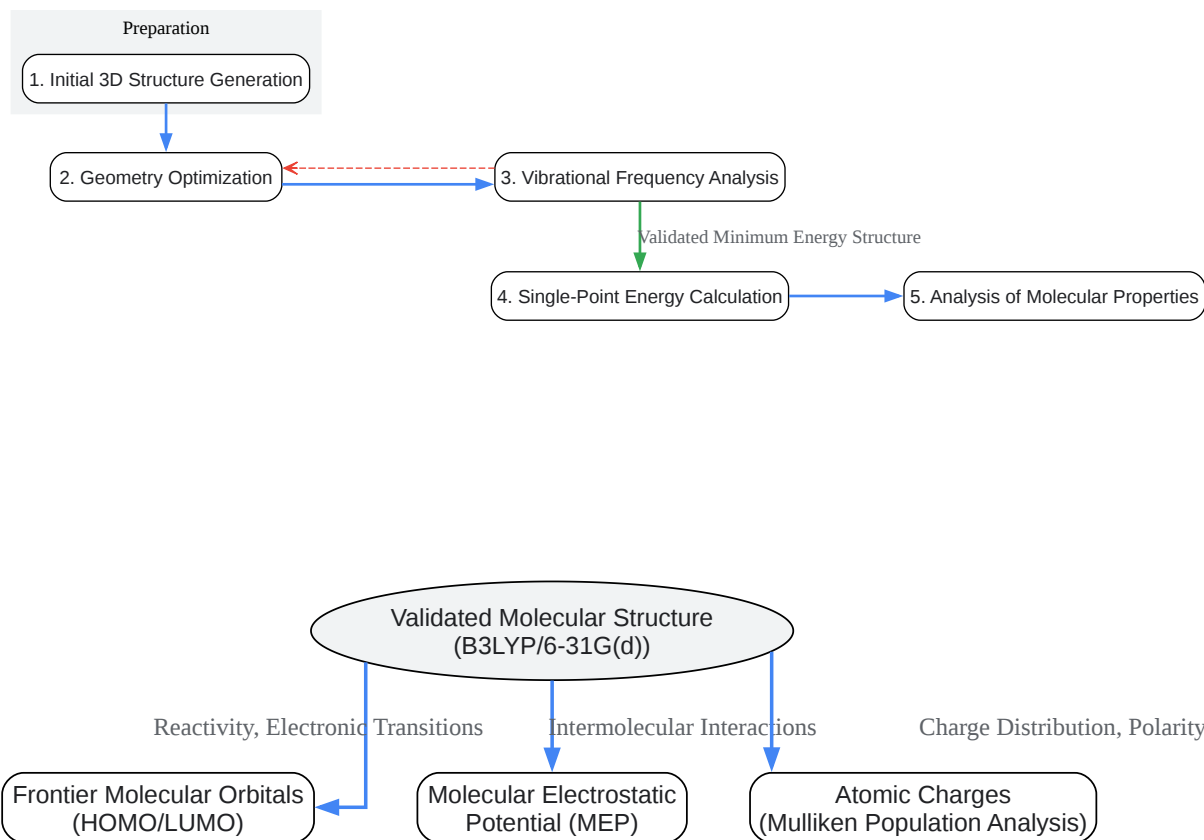 Preparation
1. Initial 3D Structure Generation
2. Geometry Optimization
3. Vibrational Frequency Analysis
Validated Minimum Energy Structure
4. Single-Point Energy Calculation
5. Analysis of Molecular Properties
Validated Molecular Structure
(B3LYP/6-31G(d))
Reactivity, Electronic Transitions
Intermolecular Interactions
Charge Distribution, Polarity
Frontier Molecular Orbitals
(HOMO/LUMO)
Molecular Electrostatic
Potential (MEP)
Atomic Charges
(Mulliken Population Analysis)